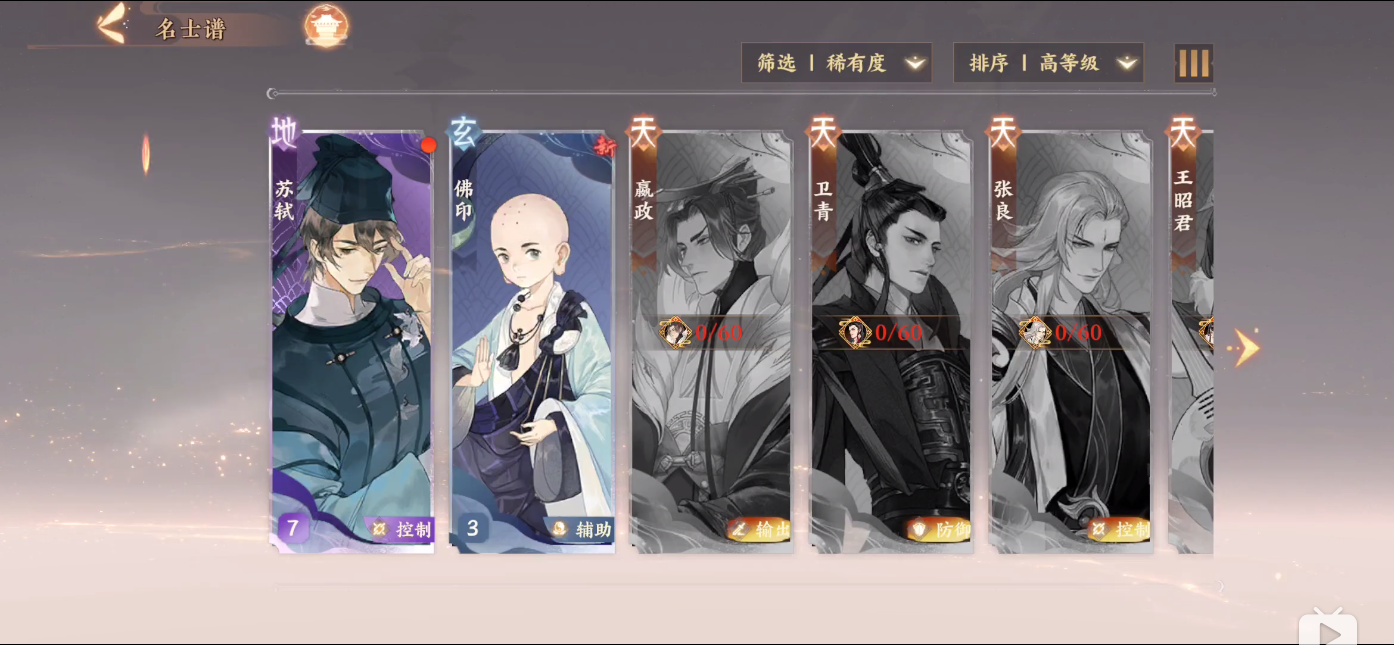 名士谱
筛选 | 稀有度
排序 | 高等级
地
苏轼
7
控制
玄
新
佛印
3
辅助
天
嬴政
0/60
输出
天
卫青
0/60
防御
天
张良
0/60
控制
天
王昭君